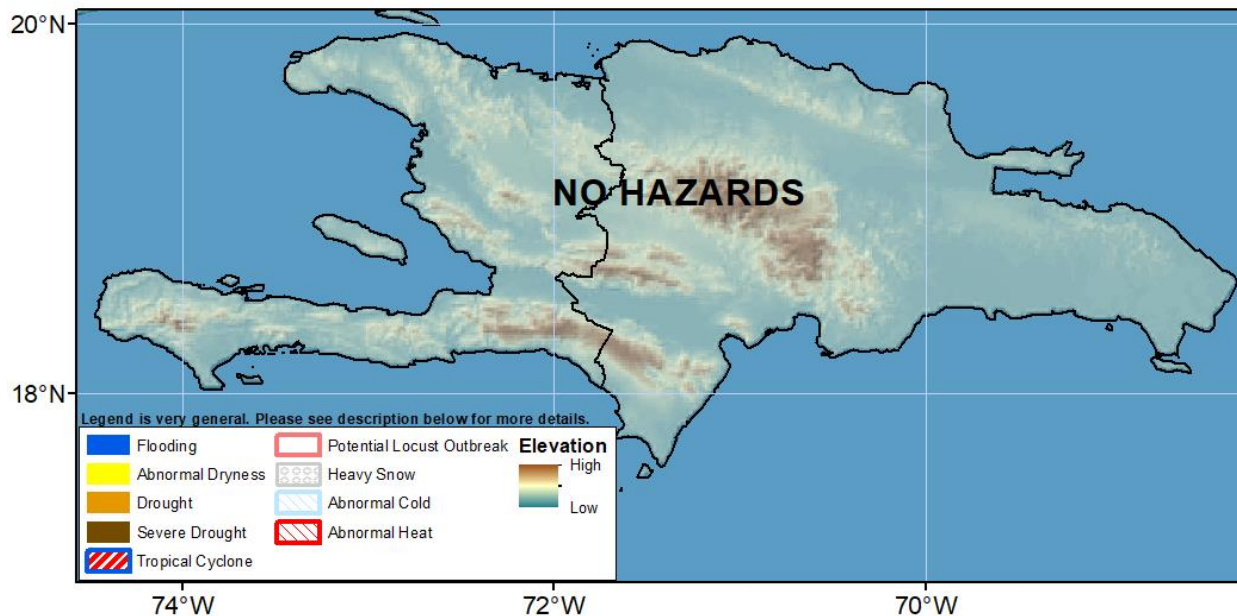 20°N
NO HAZARDS
18°N
Legend is very general. Please see description below for more details.
Flooding
Abnormal Dryness
Drought
Severe Drought
Tropical Cyclone
Potential Locust Outbreak
Heavy Snow
Abnormal Cold
Abnormal Heat
Elevation
High
Low
74°W
72°W
70°W